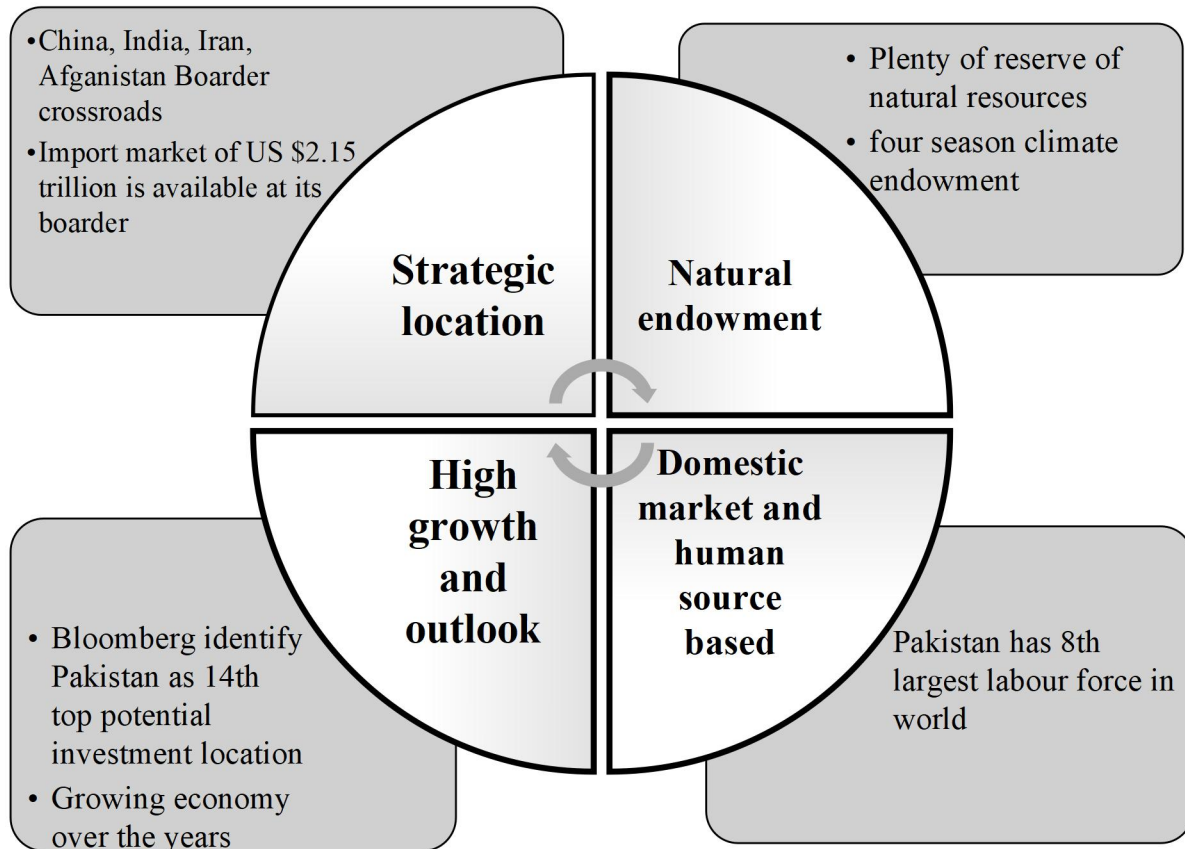 •China, India, Iran,
Afganistan Boarder
crossroads
•Import market of US $2.15
trillion is available at its
boarder
Strategic
location
• Plenty of reserve of
natural resources
• four season climate
endowment
Natural
endowment
High
growth
and
outlook
• Bloomberg identify
Pakistan as 14th
top potential
investment location
• Growing economy
over the years
Domestic
market and
human
source
based
Pakistan has 8th
largest labour force in
world